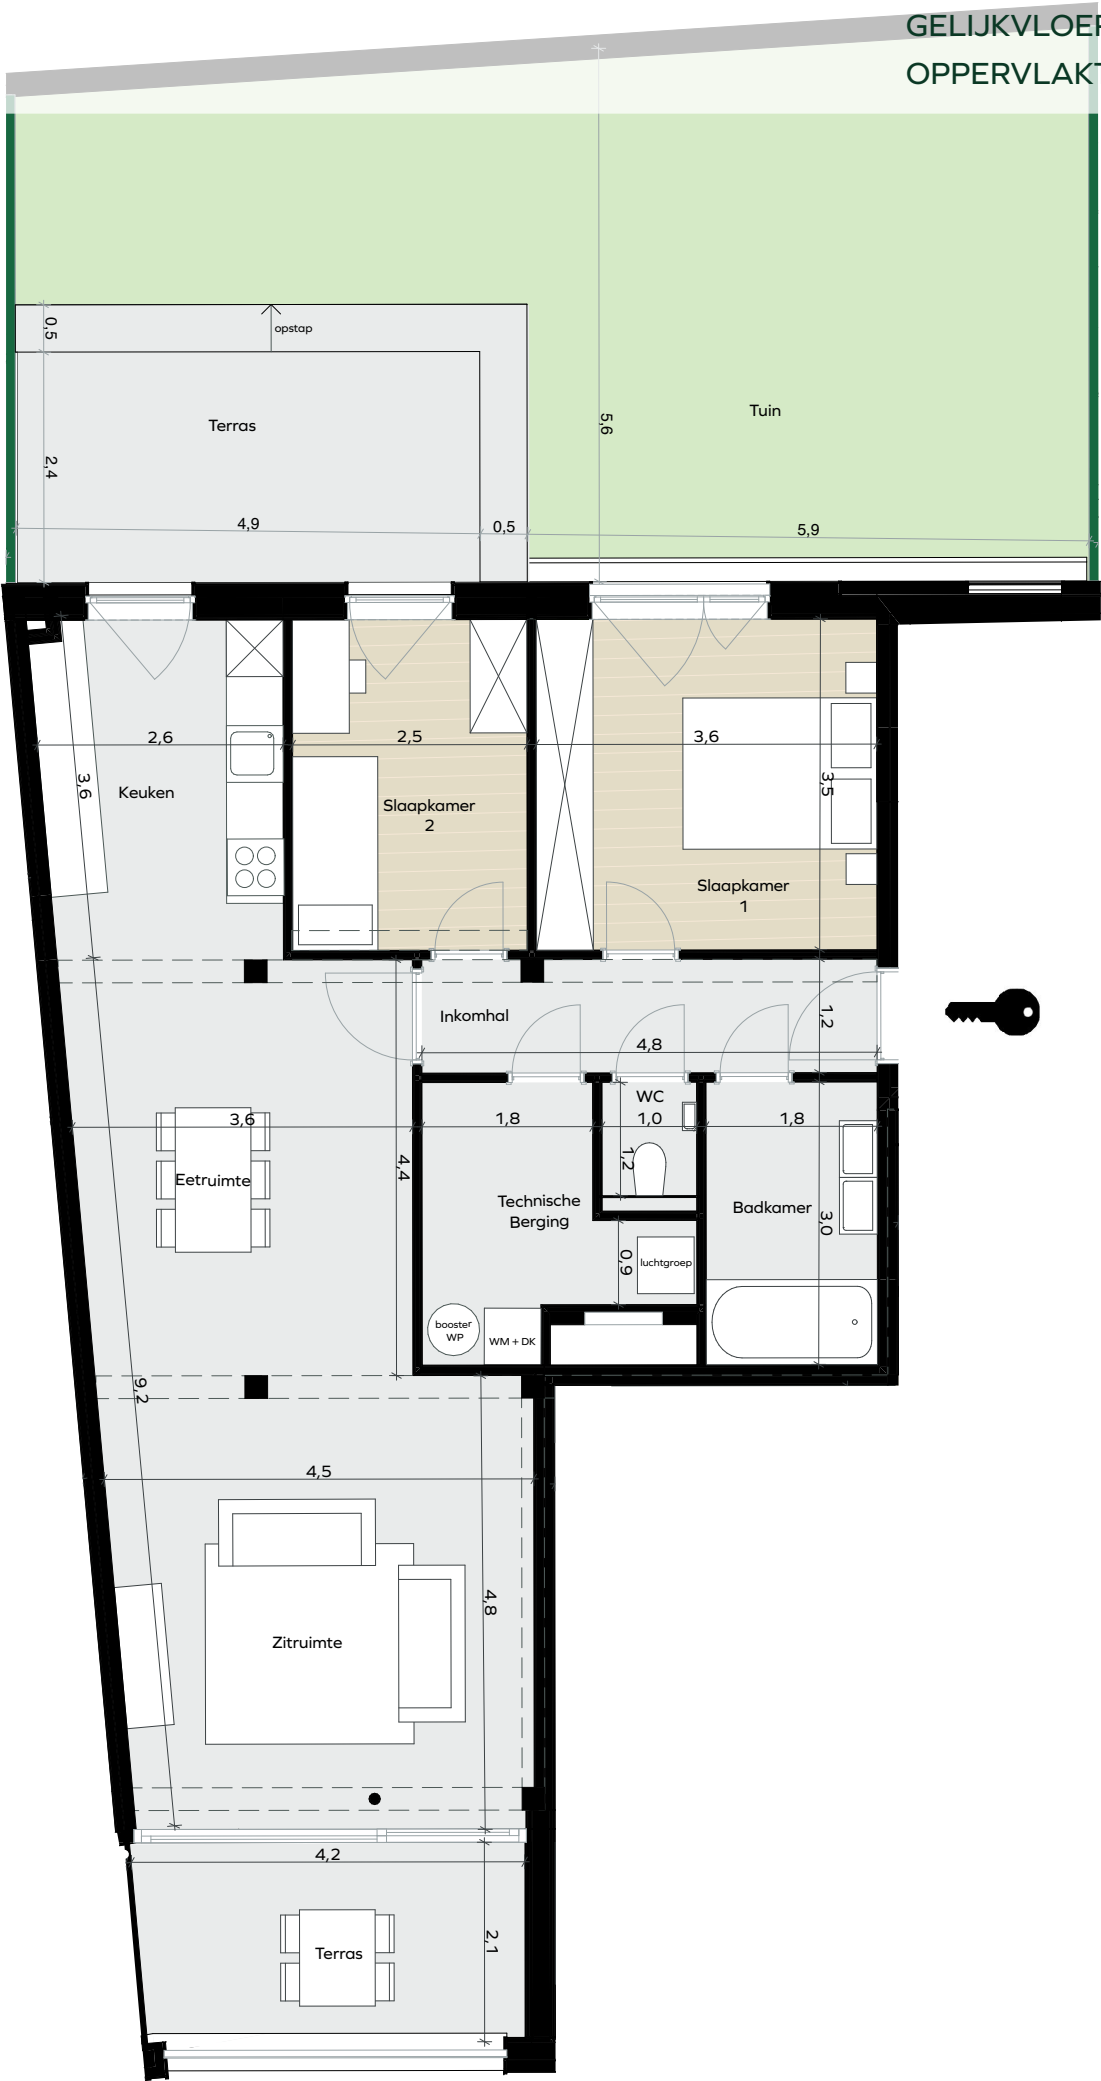 GELIJKVLOER
OPPERVLAKT
0,5
opstap
Terras
Tuin
5,6
2,4
4,9
0,5
5,9
2,6
2,5
3,6
3,6
Keuken
3,5
Slaapkamer
2
Slaapkamer
1
Inkomhal
1,2
4,8
WC
3,6
1,8
1,0
1,8
4,4
1,2
Eetruimte
Technische
Berging
Badkamer
3,0
0,9
luchtgroep
booster
WP
WM + DK
9,2
4,5
4,8
Zitruimte
4,2
2,1
Terras